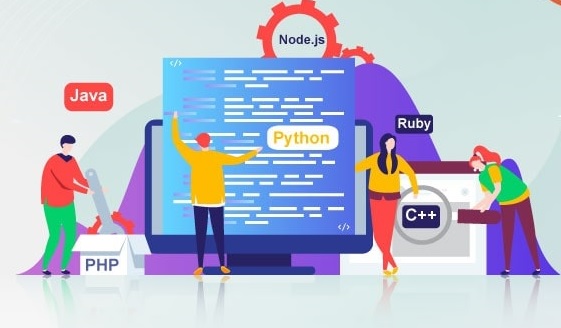 Node.js
</>
Java
Ruby
Python
C++
</>
PHP